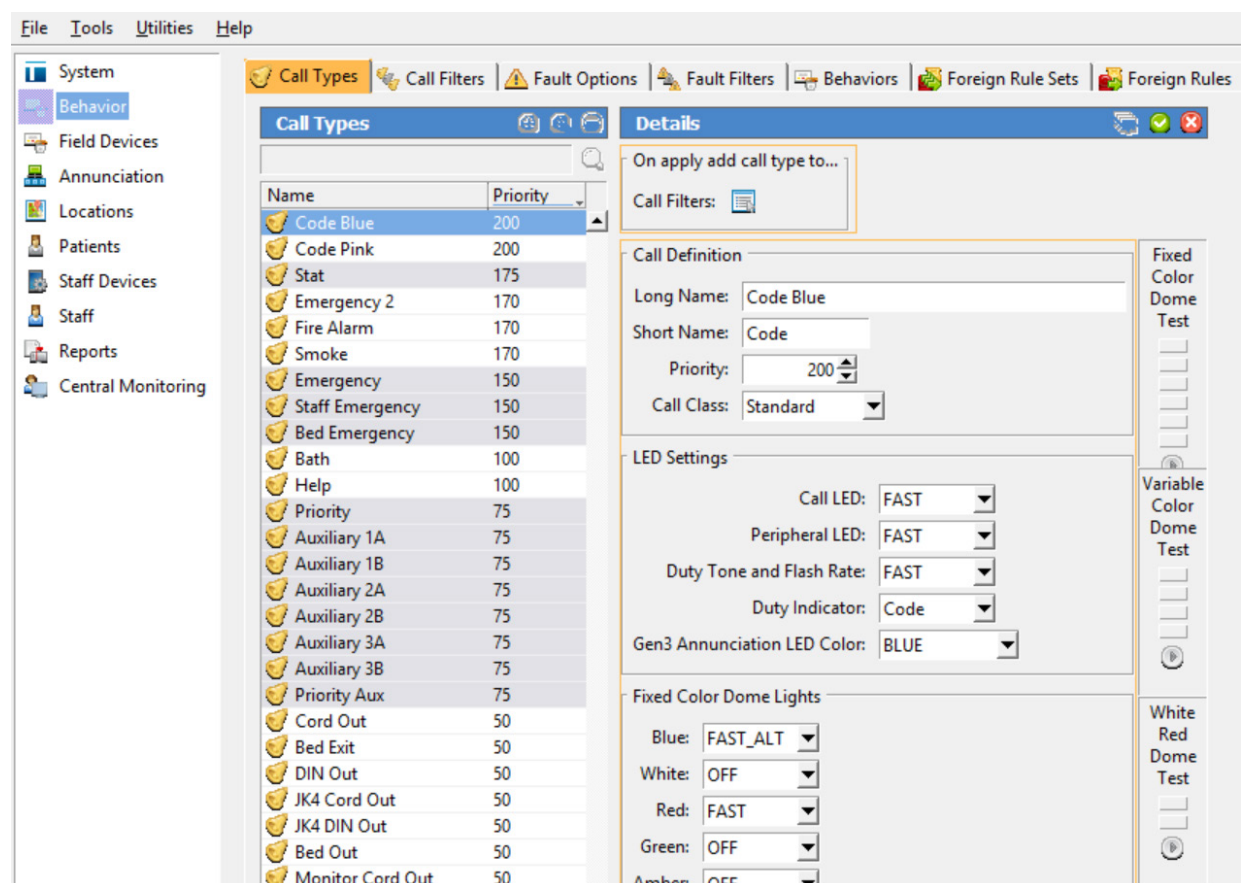 File Tools Utilities Help
System
Behavior
Field Devices
Annunciation
Locations
Patients
Staff Devices
Staff
Reports
Central Monitoring
Call Types Call Filters Fault Options Fault Filters Behaviors Foreign Rule Sets Foreign Rules
Call Types
Name Priority
Code Blue 200
Code Pink 200
Stat 175
Emergency 2 170
Fire Alarm 170
Smoke 170
Emergency 150
Staff Emergency 150
Bed Emergency 150
Bath 100
Help 100
Priority 75
Auxiliary 1A 75
Auxiliary 1B 75
Auxiliary 2A 75
Auxiliary 2B 75
Auxiliary 3A 75
Auxiliary 3B 75
Priority Aux 75
Cord Out 50
Bed Exit 50
DIN Out 50
JK4 Cord Out 50
JK4 DIN Out 50
Bed Out 50
Monitor Cord Out 50
Details
On apply add call type to...
Call Filters:
Call Definition
Long Name: Code Blue
Short Name: Code
Priority: 200
Call Class: Standard
LED Settings
Call LED: FAST
Peripheral LED: FAST
Duty Tone and Flash Rate: FAST
Duty Indicator: Code
Gen3 Annunciation LED Color: BLUE
Fixed Color Dome Lights
Blue: FAST_ALT
White: OFF
Red: FAST
Green: OFF
Amber: OFF
Fixed
Color
Dome
Test
Variable
Color
Dome
Test
White
Red
Dome
Test